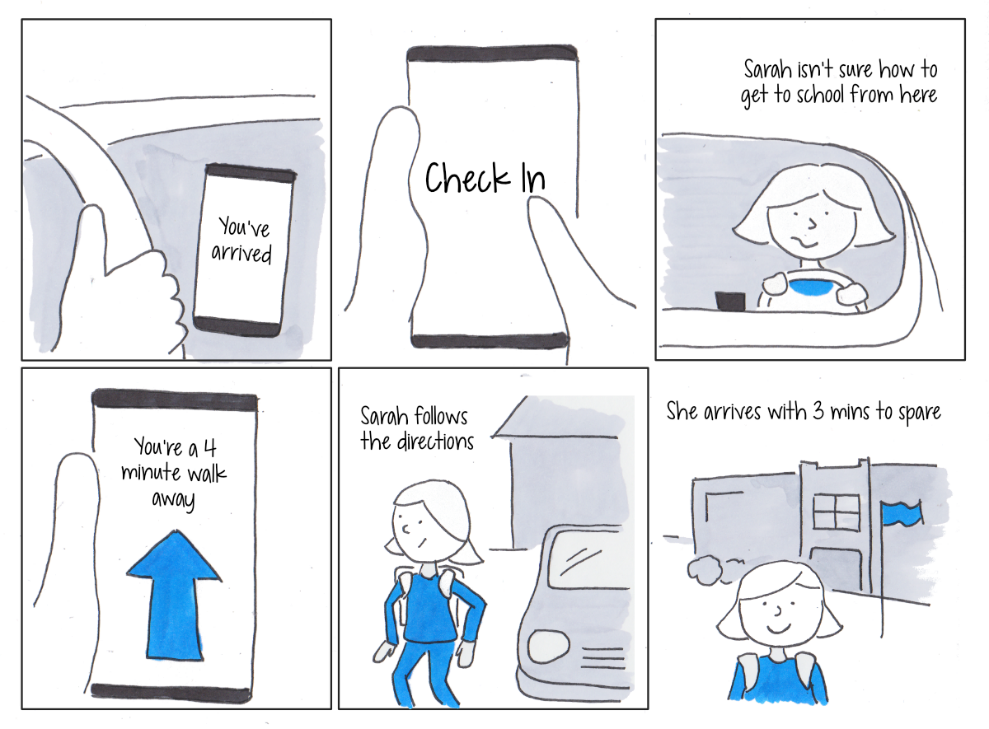 You've
arrived
Check In
Sarah isn't sure how to
get to school from here
You're a 4
minute walk
away
Sarah follows
the directions
She arrives with 3 mins to spare